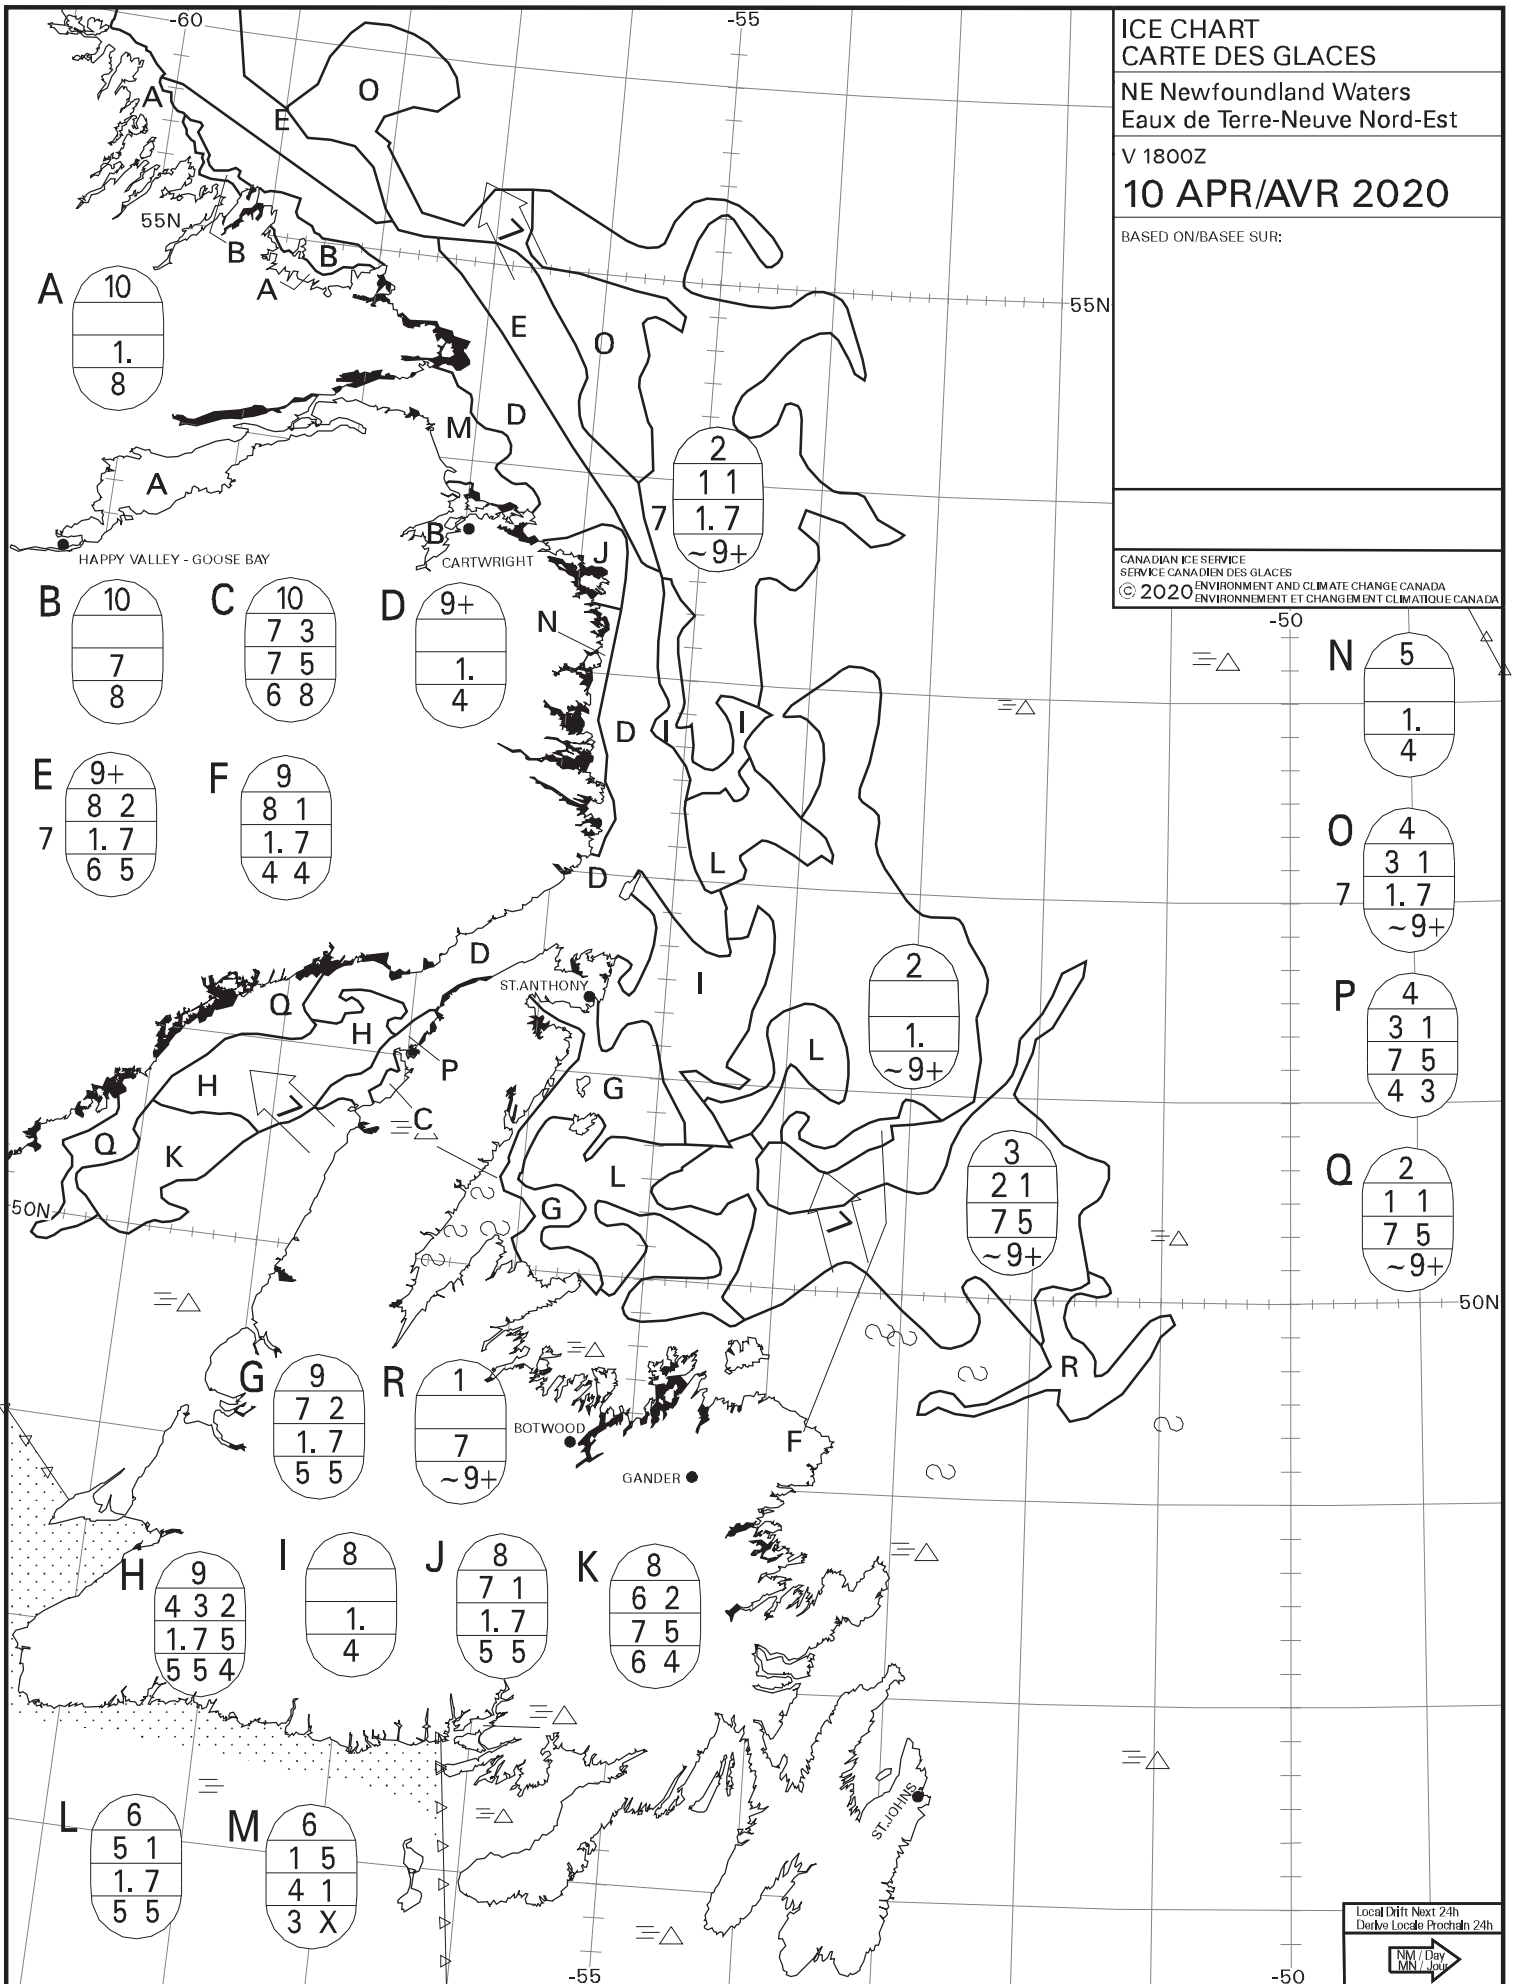 -60
-55
ICE CHART
CARTE DES GLACES
NE Newfoundland Waters
Eaux de Terre-Neuve Nord-Est
V 1800Z
10 APR/AVR 2020
BASED ON/BASEE SUR:
CANADIAN ICE SERVICE
SERVICE CANADIEN DES GLACES
© 2020 ENVIRONMENT AND CLIMATE CHANGE CANADA
ENVIRONNEMENT ET CHANGEMENT CLIMATIQUE CANADA
O
A
E
55N
7
B
B
A
55N
A
10
1.
8
E
O
D
M
A
B
HAPPY VALLEY - GOOSE BAY
CARTWRIGHT
J
2
1 1
7
1. 7
~9+
-50
B
10
7
8
C
10
7 3
7 5
6 8
D
9+
1.
4
N
N
5
1.
4
D
I
I
E
9+
8 2
7
1. 7
6 5
F
9
8 1
1. 7
4 4
O
4
3 1
7
1. 7
~9+
L
D
D
ST.ANTHONY
I
2
1.
~9+
P
4
3 1
7 5
4 3
Q
H
P
H
7
C
G
L
Q
K
L
G
7
3
2 1
7 5
~9+
Q
2
1 1
7 5
~9+
50N
50N
R
G
9
7 2
1. 7
5 5
R
1
7
~9+
BOTWOOD
GANDER
F
H
9
4 3 2
1. 7 5
5 5 4
I
8
1.
4
J
8
7 1
1. 7
5 5
K
8
6 2
7 5
6 4
ST.JOHNS
L
6
5 1
1. 7
5 5
M
6
1 5
4 1
3 X
Local Drift Next 24h
Derive Locale Prochain 24h
NM / Day
MN / Jour
-55
-50